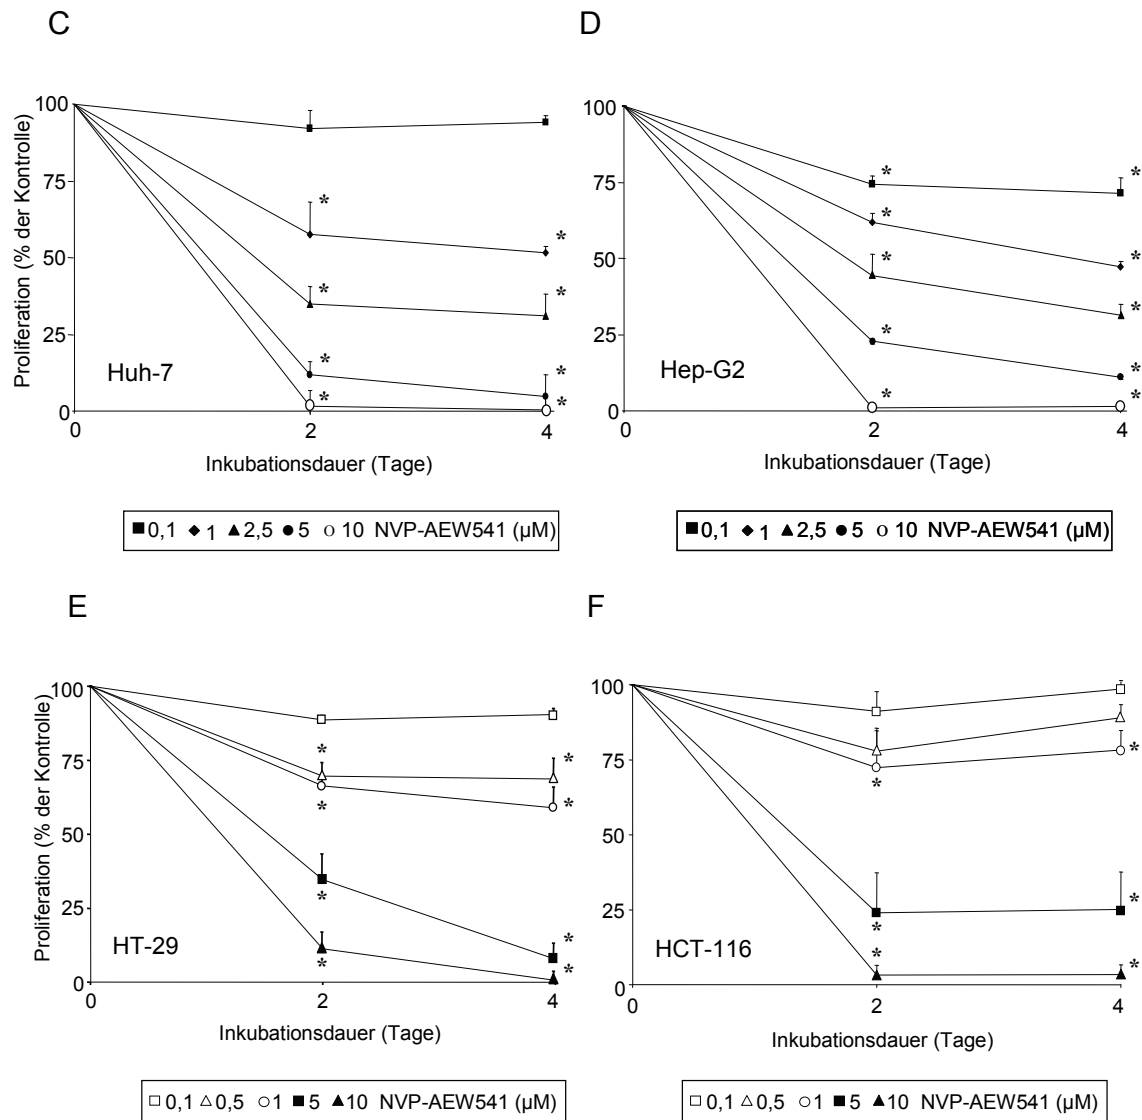 C
Proliferation (% der Kontrolle)
100
75
50
25
0
* *
* *
* *
* *
Huh-7
0 2 4
Inkubationsdauer (Tage)
■ 0,1 ◆ 1 ▲ 2,5 ● 5 ○ 10 NVP-AEW541 (µM)
D
100
75
50
25
0
* *
* *
* *
* *
* *
Hep-G2
0 2 4
Inkubationsdauer (Tage)
■ 0,1 ◆ 1 ▲ 2,5 ● 5 ○ 10 NVP-AEW541 (µM)
E
Proliferation (% der Kontrolle)
100
75
50
25
0
* *
* *
* *
* *
HT-29
0 2 4
Inkubationsdauer (Tage)
□ 0,1 △ 0,5 ○ 1 ■ 5 ▲ 10 NVP-AEW541 (µM)
F
100
75
50
25
0
* *
* *
* *
HCT-116
0 2 4
Inkubationsdauer (Tage)
□ 0,1 △ 0,5 ○ 1 ■ 5 ▲ 10 NVP-AEW541 (µM)